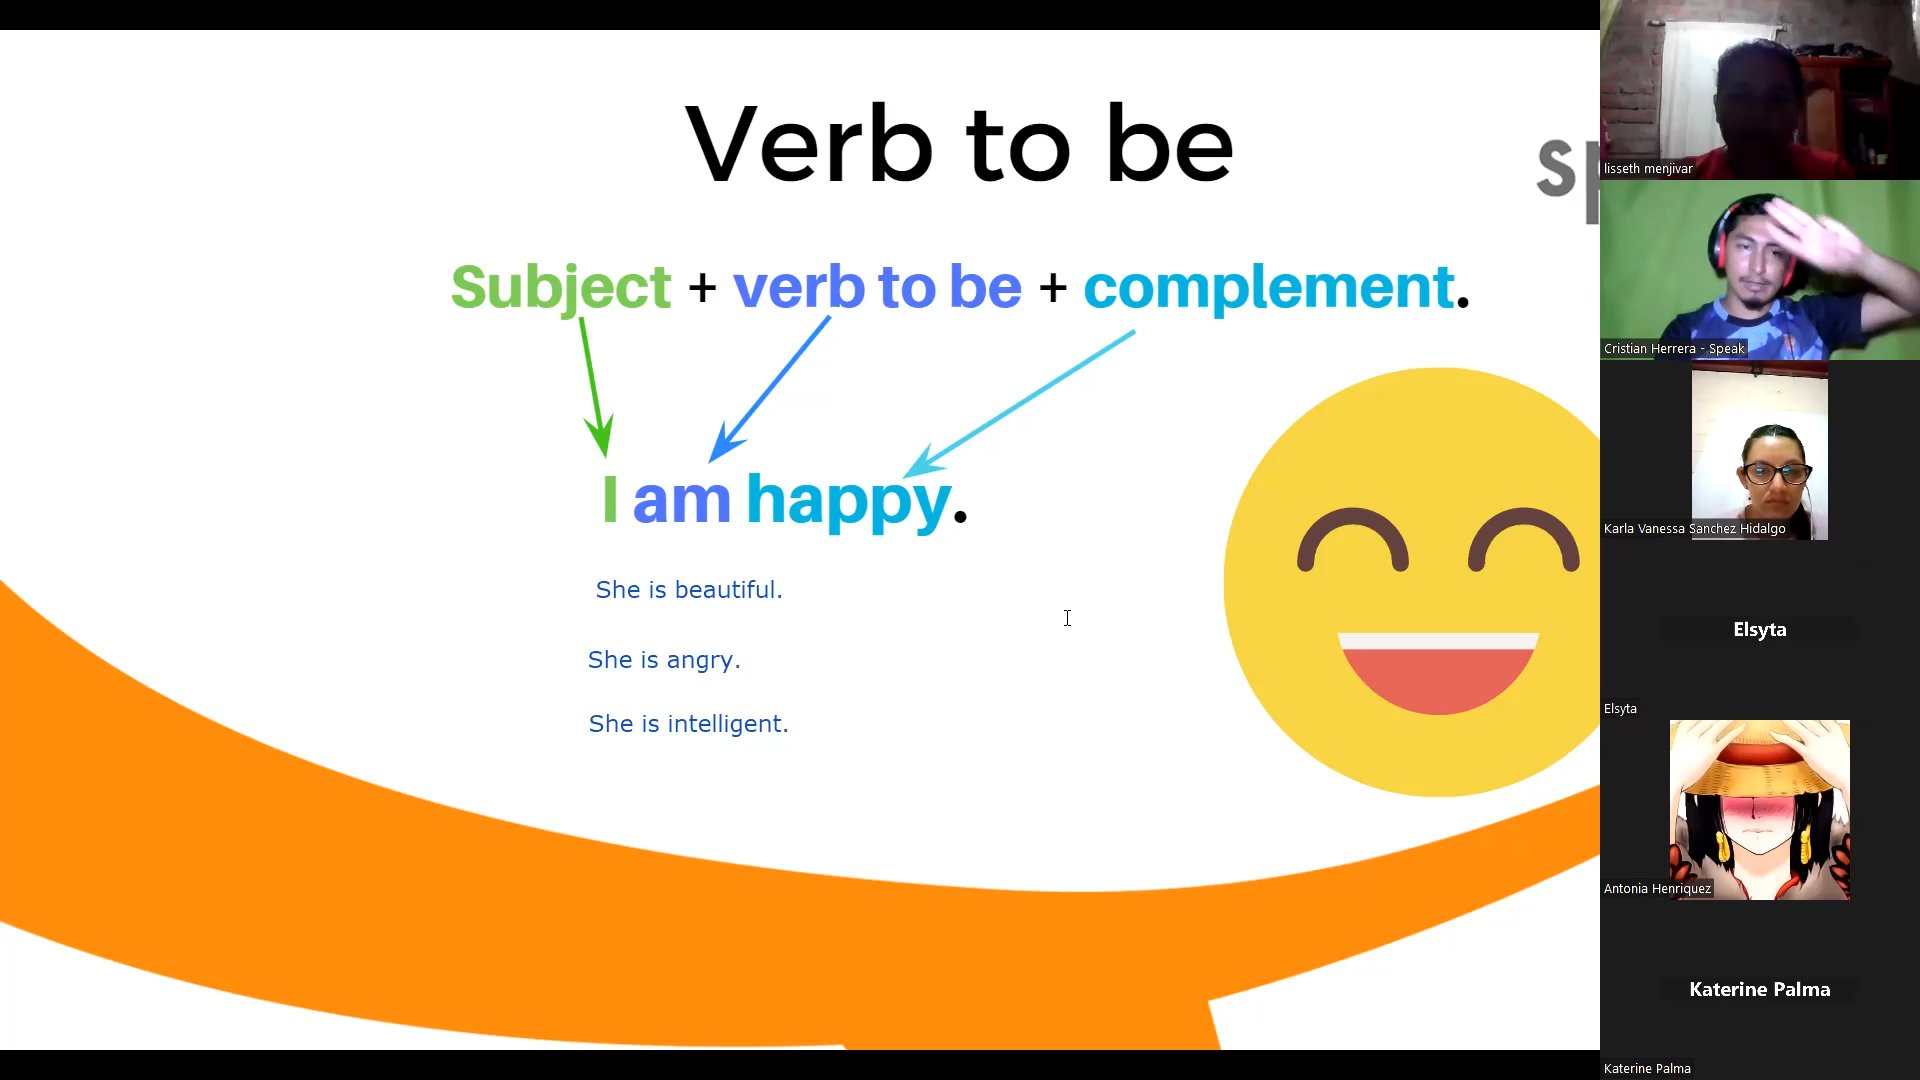 Verb to be
sp
Subject + verb to be + complement.
I am happy.
She is beautiful.
She is angry.
She is intelligent.
lisseth menjivar
Cristian Herrera - Speak
Karla Vanessa Sanchez Hidalgo
Elsyta
Elsyta
Antonia Henriquez
Katerine Palma
Katerine Palma